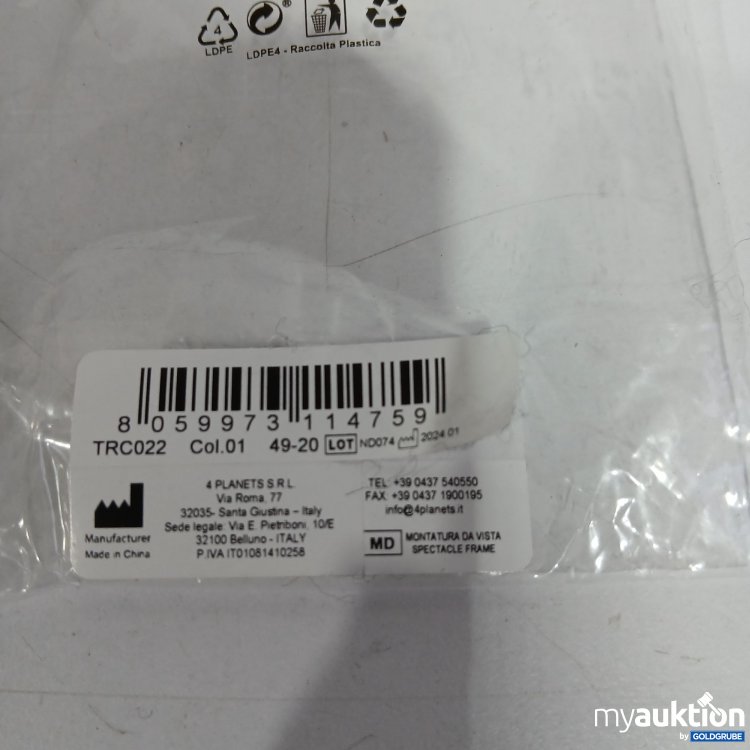 4
LDPE
®
LDPE4 - Raccolta Plastica
8 059973 114759
TRC022 Col.01 49-20 LOT ND074 2024 01
4 PLANETS S.R.L.
Via Roma, 77
32035- Santa Giustina – Italy
Sede legale: Via E. Pietriboni, 10/E
32100 Belluno - ITALY
P.IVA IT01081410258
Manufacturer
Made in China
TEL: +39 0437 540550
FAX: +39 0437 1900195
info@4planets.it
MD MONTATURA DA VISTA
SPECTACLE FRAME
myauktion
by GOLDGRUBE